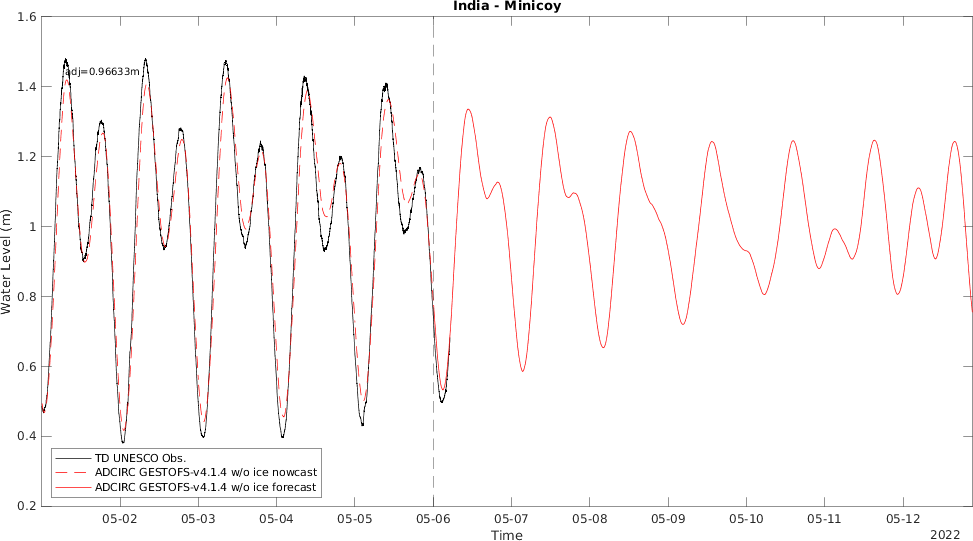 India - Minicoy
1.6
1.4
1.2
1
0.8
0.6
0.4
0.2
Water Level (m)
adj=0.96633m
TD UNESCO Obs.
ADCIRC GESTOFS-v4.1.4 w/o ice nowcast
ADCIRC GESTOFS-v4.1.4 w/o ice forecast
05-02 05-03 05-04 05-05 05-06 05-07 05-08 05-09 05-10 05-11 05-12
Time
2022